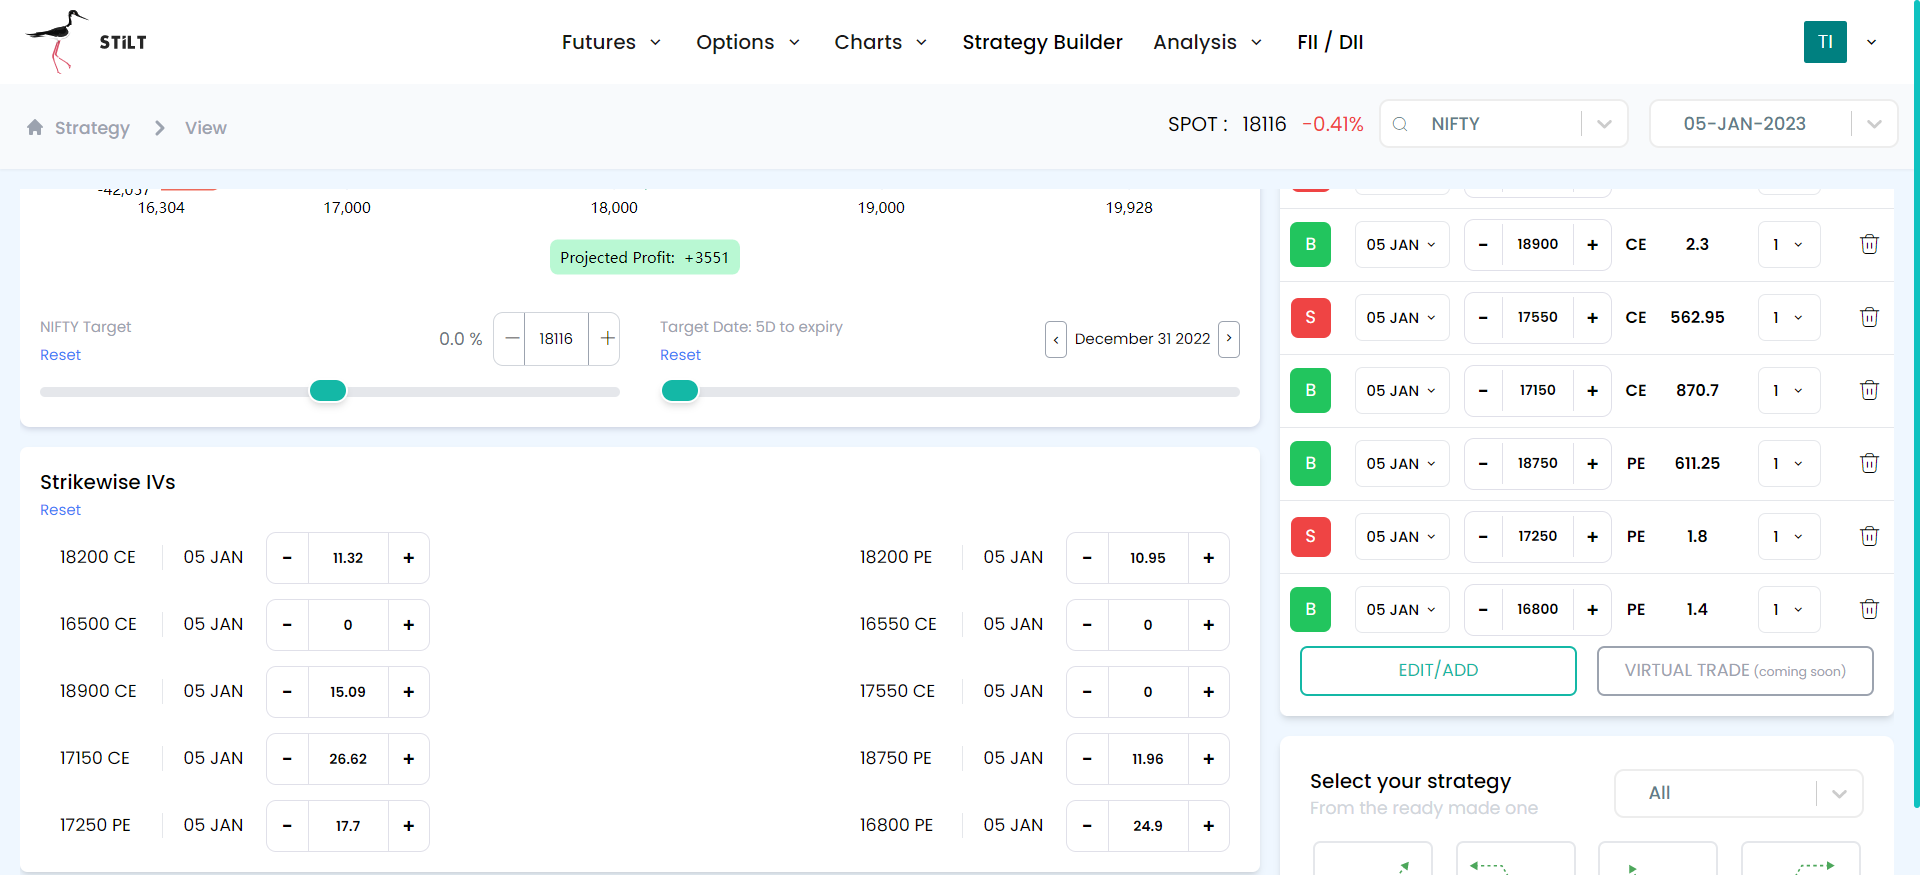 STiLT
Futures Options Charts Strategy Builder Analysis FII / DII
TI
Strategy View
SPOT : 18116 -0.41% NIFTY 05-JAN-2023
-42,057
16,304 17,000 18,000 19,000 19,928
Projected Profit: +3551
NIFTY Target
Reset
0.0 % − 18116 +
Target Date: 5D to expiry
Reset
< December 31 2022 >
Strikewise IVs
Reset
18200 CE 05 JAN - 11.32 +
18200 PE 05 JAN - 10.95 +
16500 CE 05 JAN - 0 +
16550 CE 05 JAN - 0 +
18900 CE 05 JAN - 15.09 +
17550 CE 05 JAN - 0 +
17150 CE 05 JAN - 26.62 +
18750 PE 05 JAN - 11.96 +
17250 PE 05 JAN - 17.7 +
16800 PE 05 JAN - 24.9 +
B 05 JAN - 18900 + CE 2.3 1
S 05 JAN - 17550 + CE 562.95 1
B 05 JAN - 17150 + CE 870.7 1
B 05 JAN - 18750 + PE 611.25 1
S 05 JAN - 17250 + PE 1.8 1
B 05 JAN - 16800 + PE 1.4 1
EDIT/ADD VIRTUAL TRADE (coming soon)
Select your strategy
From the ready made one
All